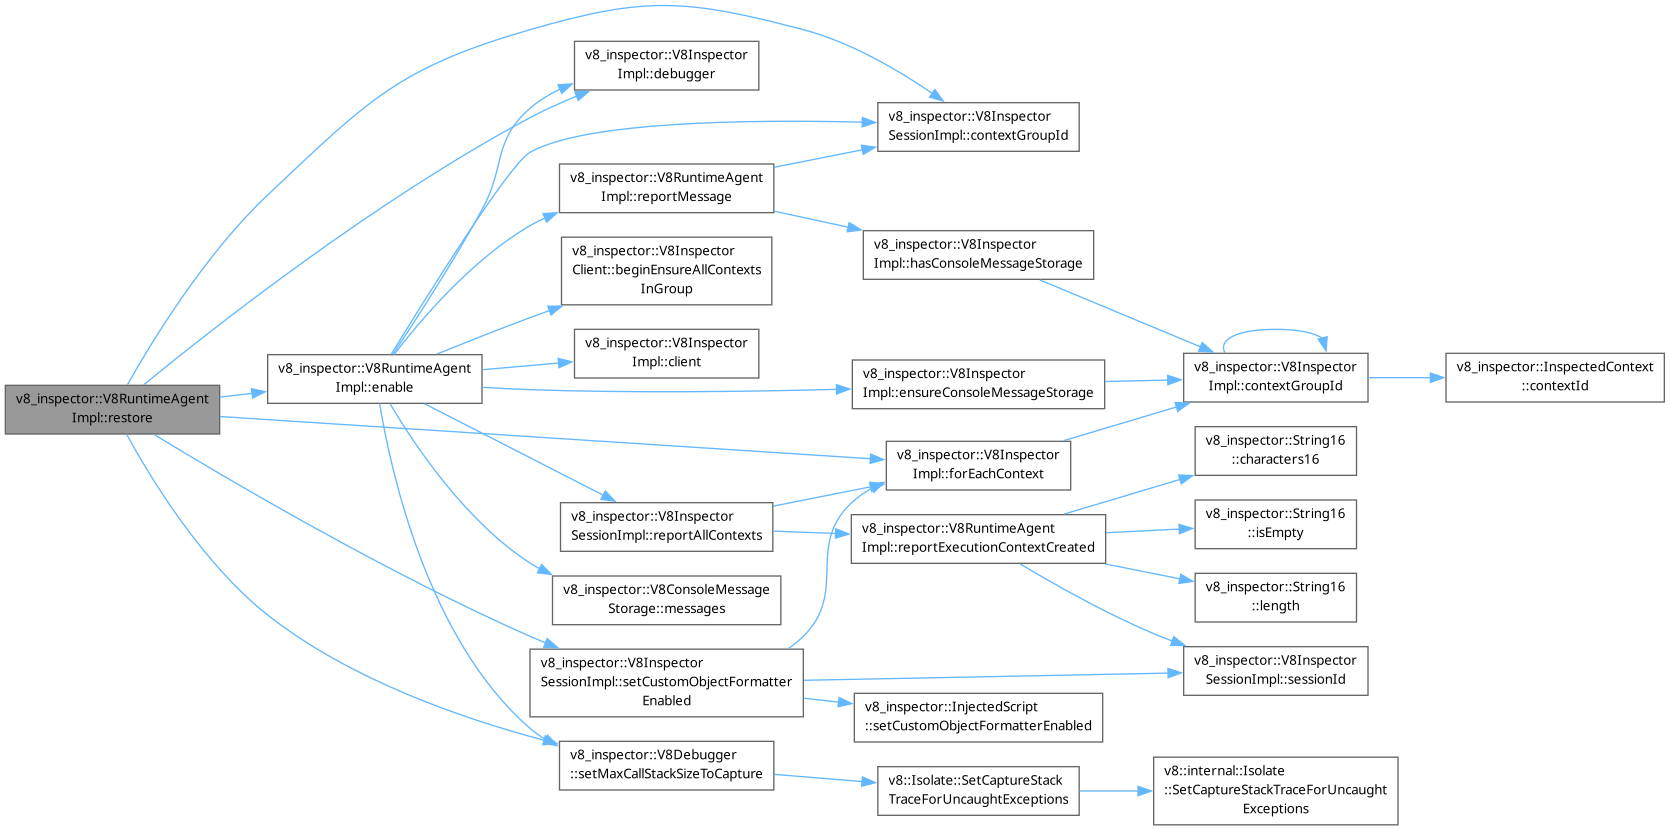 v8_inspector::V8RuntimeAgent
Impl::restore
v8_inspector::V8RuntimeAgent
Impl::enable
v8_inspector::V8Inspector
Impl::debugger
v8_inspector::V8RuntimeAgent
Impl::reportMessage
v8_inspector::V8Inspector
Client::beginEnsureAllContexts
InGroup
v8_inspector::V8Inspector
Impl::client
v8_inspector::V8Inspector
SessionImpl::reportAllContexts
v8_inspector::V8ConsoleMessage
Storage::messages
v8_inspector::V8Inspector
SessionImpl::setCustomObjectFormatter
Enabled
v8_inspector::V8Debugger
::setMaxCallStackSizeToCapture
v8_inspector::V8Inspector
SessionImpl::contextGroupId
v8_inspector::V8Inspector
Impl::hasConsoleMessageStorage
v8_inspector::V8Inspector
Impl::ensureConsoleMessageStorage
v8_inspector::V8Inspector
Impl::forEachContext
v8_inspector::V8RuntimeAgent
Impl::reportExecutionContextCreated
v8_inspector::InjectedScript
::setCustomObjectFormatterEnabled
v8::Isolate::SetCaptureStack
TraceForUncaughtExceptions
v8_inspector::V8Inspector
Impl::contextGroupId
v8_inspector::String16
::characters16
v8_inspector::String16
::isEmpty
v8_inspector::String16
::length
v8_inspector::V8Inspector
SessionImpl::sessionId
v8::internal::Isolate
::SetCaptureStackTraceForUncaught
Exceptions
v8_inspector::InspectedContext
::contextId